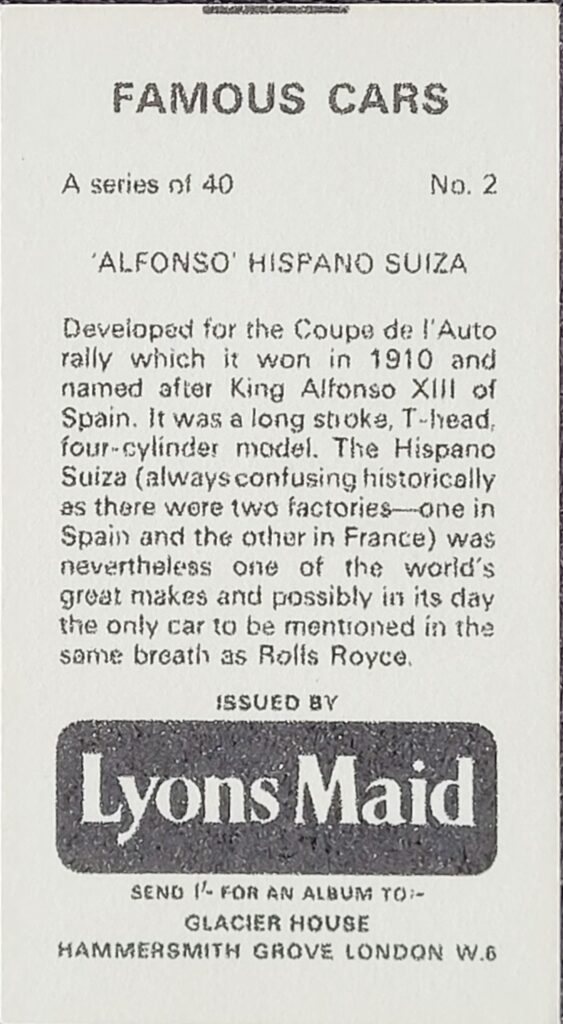 FAMOUS CARS
A series of 40 No. 2
'ALFONSO' HISPANO SUIZA
Developed for the Coupe de l'Auto
rally which it won in 1910 and
named after King Alfonso XIII of
Spain. It was a long stroke, T-head,
four-cylinder model. The Hispano
Suiza (always confusing historically
as there were two factories—one in
Spain and the other in France) was
nevertheless one of the world's
great makes and possibly in its day
the only car to be mentioned in the
same breath as Rolls Royce.
ISSUED BY
Lyons Maid
SEND 1/- FOR AN ALBUM TO:-
GLACIER HOUSE
HAMMERSMITH GROVE LONDON W.6